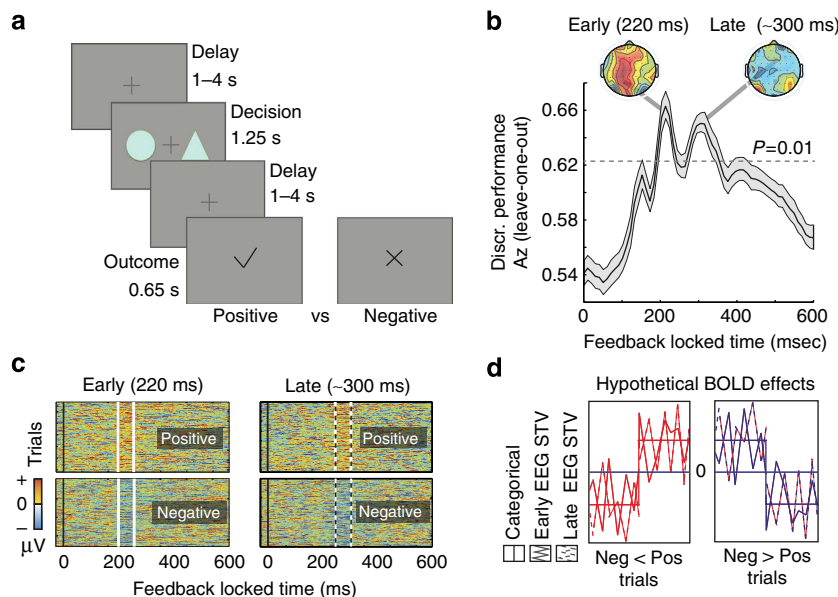 a
Delay
1–4 s
Decision
1.25 s
Delay
1–4 s
Outcome
0.65 s
Positive vs Negative
b
Early (220 ms) Late (~300 ms)
P=0.01
0.66
0.62
0.58
0.54
Discr. performance
Az (leave-one-out)
0 200 400 600
Feedback locked time (msec)
c
Early (220 ms) Late (~300 ms)
Trials
Positive Positive
Negative Negative
+
0
–
μV
0 200 400 600 0 200 400 600
Feedback locked time (ms)
d
Hypothetical BOLD effects
Categorical
Early EEG STV
Late EEG STV
0
Neg < Pos
trials
Neg > Pos
trials